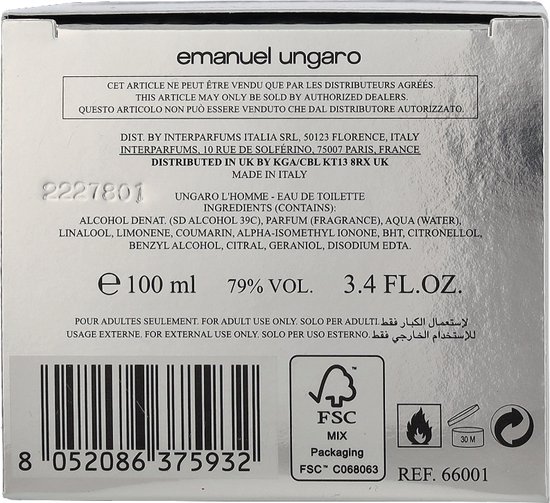 emanuel ungaro
CET ARTICLE NE PEUT ÊTRE VENDU QUE PAR LES DISTRIBUTEURS AGRÉÉS.
THIS ARTICLE MAY ONLY BE SOLD BY AUTHORIZED DEALERS.
QUESTO ARTICOLO NON PUÒ ESSERE VENDUTO CHE DAL DISTRIBUTORE AUTORIZZATO.
DIST. BY INTERPARFUMS ITALIA SRL, 50123 FLORENCE, ITALY
INTERPARFUMS, 10 RUE DE SOLFÉRINO, 75007 PARIS, FRANCE
DISTRIBUTED IN UK BY KGA/CBL KT13 8RX UK
MADE IN ITALY
2227801
UNGARO L'HOMME - EAU DE TOILETTE
INGREDIENTS (CONTAINS):
ALCOHOL DENAT. (SD ALCOHOL 39C), PARFUM (FRAGRANCE), AQUA (WATER),
LINALOOL, LIMONENE, COUMARIN, ALPHA-ISOMETHYL IONONE, BHT, CITRONELLOL,
BENZYL ALCOHOL, CITRAL, GERANIOL, DISODIUM EDTA.
℮ 100 ml 79% VOL. 3.4 FL.OZ.
POUR ADULTES SEULEMENT. FOR ADULT USE ONLY. SOLO PER ADULTI. لإستعمال الكبار فقط
USAGE EXTERNE. FOR EXTERNAL USE ONLY. SOLO PER USO ESTERNO. للإستخدام الخارجي فقط
8 052086 375932
FSC
MIX
Packaging
FSC™ C068063
30 M
REF. 66001